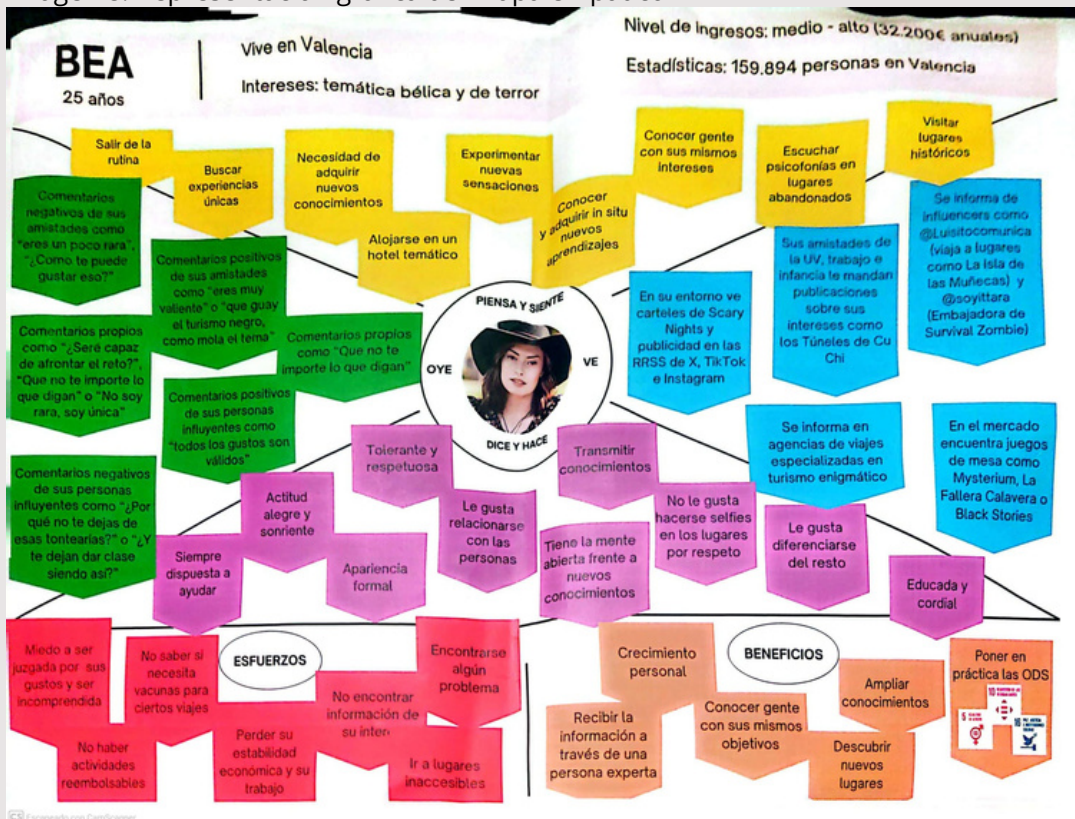 BEA
25 años
Vive en Valencia
Intereses: temática bélica y de terror
Nivel de ingresos: medio - alto (32.200€ anuales)
Estadísticas: 159.894 personas en Valencia
Salir de la
rutina
Buscar
experiencias
únicas
Necesidad de
adquirir
nuevos
conocimientos
Alojarse en un
hotel temático
Experimentar
nuevas
sensaciones
Conocer
y adquirir in situ
nuevos
aprendizajes
Conocer gente
con sus mismos
intereses
Escuchar
psicofonías en
lugares
abandonados
Visitar
lugares
históricos
Comentarios
negativos de sus
amistades como
"eres un poco rara",
"¿Como te puede
gustar eso?"
Comentarios positivos
de sus amistades
como "eres muy
valiente" o "que guay
el turismo negro,
como mola el tema"
Comentarios propios
como "¿Seré capaz
de afrontar el reto?",
"Que no te importe lo
que digan" o "No soy
rara, soy única"
Comentarios propios
como "Que no te
importe lo que digan"
Comentarios positivos
de sus personas
influyentes como
"todos los gustos son
válidos"
Comentarios negativos
de sus personas
influyentes como "¿Por
qué no te dejas de
esas tontearías?" o "¿Y
te dejan dar clase
siendo así?"
PIENSA Y SIENTE
OYE
VE
DICE Y HACE
En su entorno ve
carteles de Scary
Nights y
publicidad en las
RRSS de X, TikTok
e Instagram
Sus amistades de
la UV, trabajo e
infancia te mandan
publicaciones
sobre sus
intereses como
los Túneles de Cu
Chi
Se informa de
influencers como
@Luisitocomunica
(viaja a lugares
como La Isla de
las Muñecas) y
@soyittara
(Embajadora de
Survival Zombie)
Se informa en
agencias de viajes
especializadas en
turismo enigmático
En el mercado
encuentra juegos
de mesa como
Mysterium, La
Fallera Calavera o
Black Stories
Siempre
dispuesta a
ayudar
Actitud
alegre y
sonriente
Tolerante y
respetuosa
Apariencia
formal
Le gusta
relacionarse
con las
personas
Transmitir
conocimientos
Tiene la mente
abierta frente a
nuevos
conocimientos
No le gusta
hacerse selfies
en los lugares
por respeto
Le gusta
diferenciarse
del resto
Educada y
cordial
ESFUERZOS
Miedo a ser
juzgada por sus
gustos y ser
incomprendida
No haber
actividades
reembolsables
No saber si
necesita
vacunas para
ciertos viajes
Perder su
estabilidad
económica y su
trabajo
No encontrar
información de
su inter
Encontrarse
algún
problema
Ir a lugares
inaccesibles
BENEFICIOS
Recibir la
información a
través de una
persona experta
Crecimiento
personal
Conocer gente
con sus mismos
objetivos
Ampliar
conocimientos
Descubrir
nuevos
lugares
Poner en
práctica las ODS
10
5
16
CS Escaneado con CamScanner